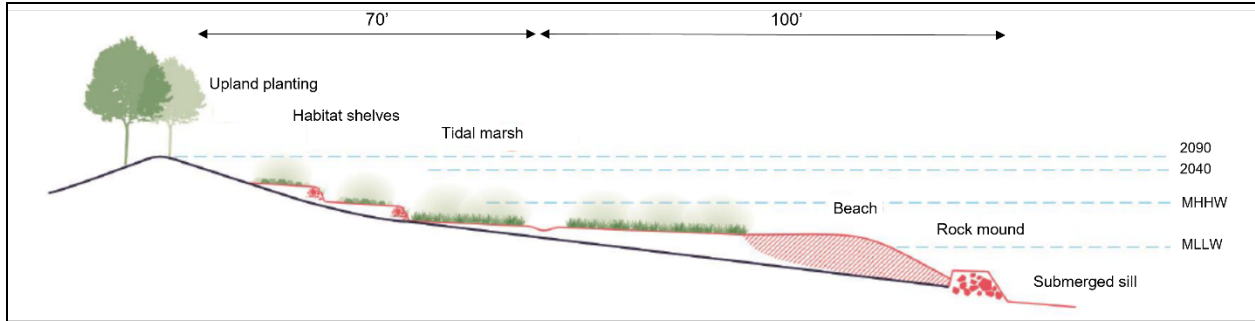 70’
100’
Upland planting
Habitat shelves
Tidal marsh
2090
2040
MHHW
Beach
Rock mound
MLLW
Submerged sill